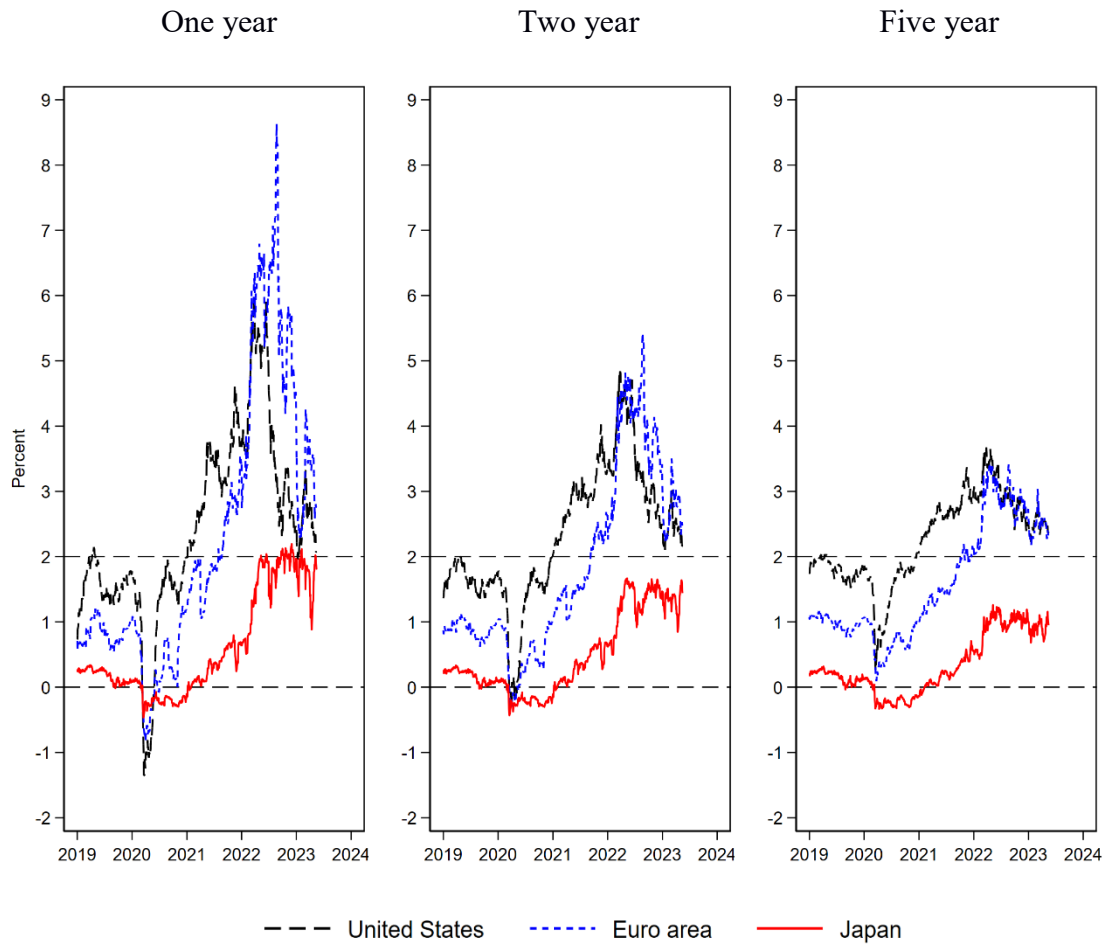 One year Two year Five year
9 9 9
8 8 8
7 7 7
6 6 6
5 5 5
4 4 4
3 3 3
2 2 2
1 1 1
0 0 0
-1 -1 -1
-2 -2 -2
Percent
2019 2020 2021 2022 2023 2024 2019 2020 2021 2022 2023 2024 2019 2020 2021 2022 2023 2024
United States Euro area Japan